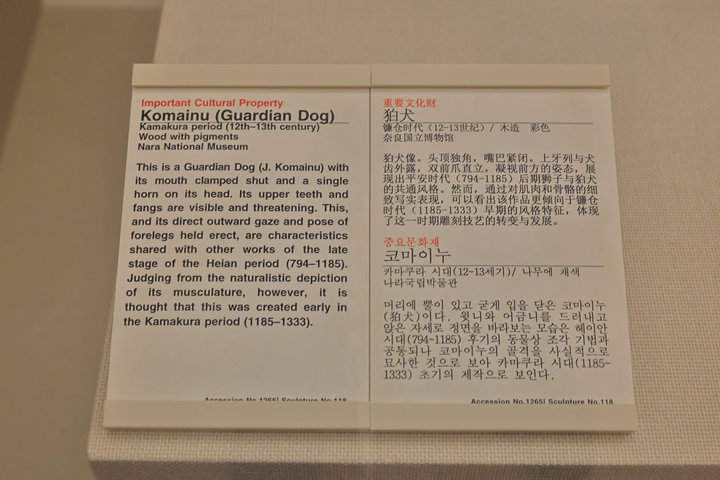 Important Cultural Property
Komainu (Guardian Dog)
Kamakura period (12th–13th century)
Wood with pigments
Nara National Museum
This is a Guardian Dog (J. Komainu) with
its mouth clamped shut and a single
horn on its head. Its upper teeth and
fangs are visible and threatening. This,
and its direct outward gaze and pose of
forelegs held erect, are characteristics
shared with other works of the late
stage of the Heian period (794–1185).
Judging from the naturalistic depiction
of its musculature, however, it is
thought that this was created early in
the Kamakura period (1185–1333).
Accession No.1265| Sculpture No.118
重要文化财
狛犬
镰仓时代（12-13世纪）/ 木造　彩色
奈良国立博物馆
狛犬像。头顶独角，嘴巴紧闭。上牙列与犬
齿外露，双前爪直立，凝视前方的姿态，展
现出平安时代（794-1185）后期狮子与狛犬
的共通风格。然而，通过对肌肉和骨骼的细
致写实表现，可以看出该作品更倾向于镰仓
时代（1185-1333）早期的风格特征，体现
了这一时期雕刻技艺的转变与发展。
중요문화재
코마이누
카마쿠라 시대(12~13세기)/ 나무에 채색
나라국립박물관
머리에 뿔이 있고 굳게 입을 닫은 코마이누
(狛犬)이다. 윗니와 어금니를 드러내고
앉은 자세로 정면을 바라보는 모습은 헤이안
시대(794~1185) 후기의 동물상 조각 기법과
공통되나 코마이누의 골격을 사실적으로
묘사한 것으로 보아 카마쿠라 시대(1185~
1333) 초기의 제작으로 보인다.
Accession No.1265| Sculpture No.118